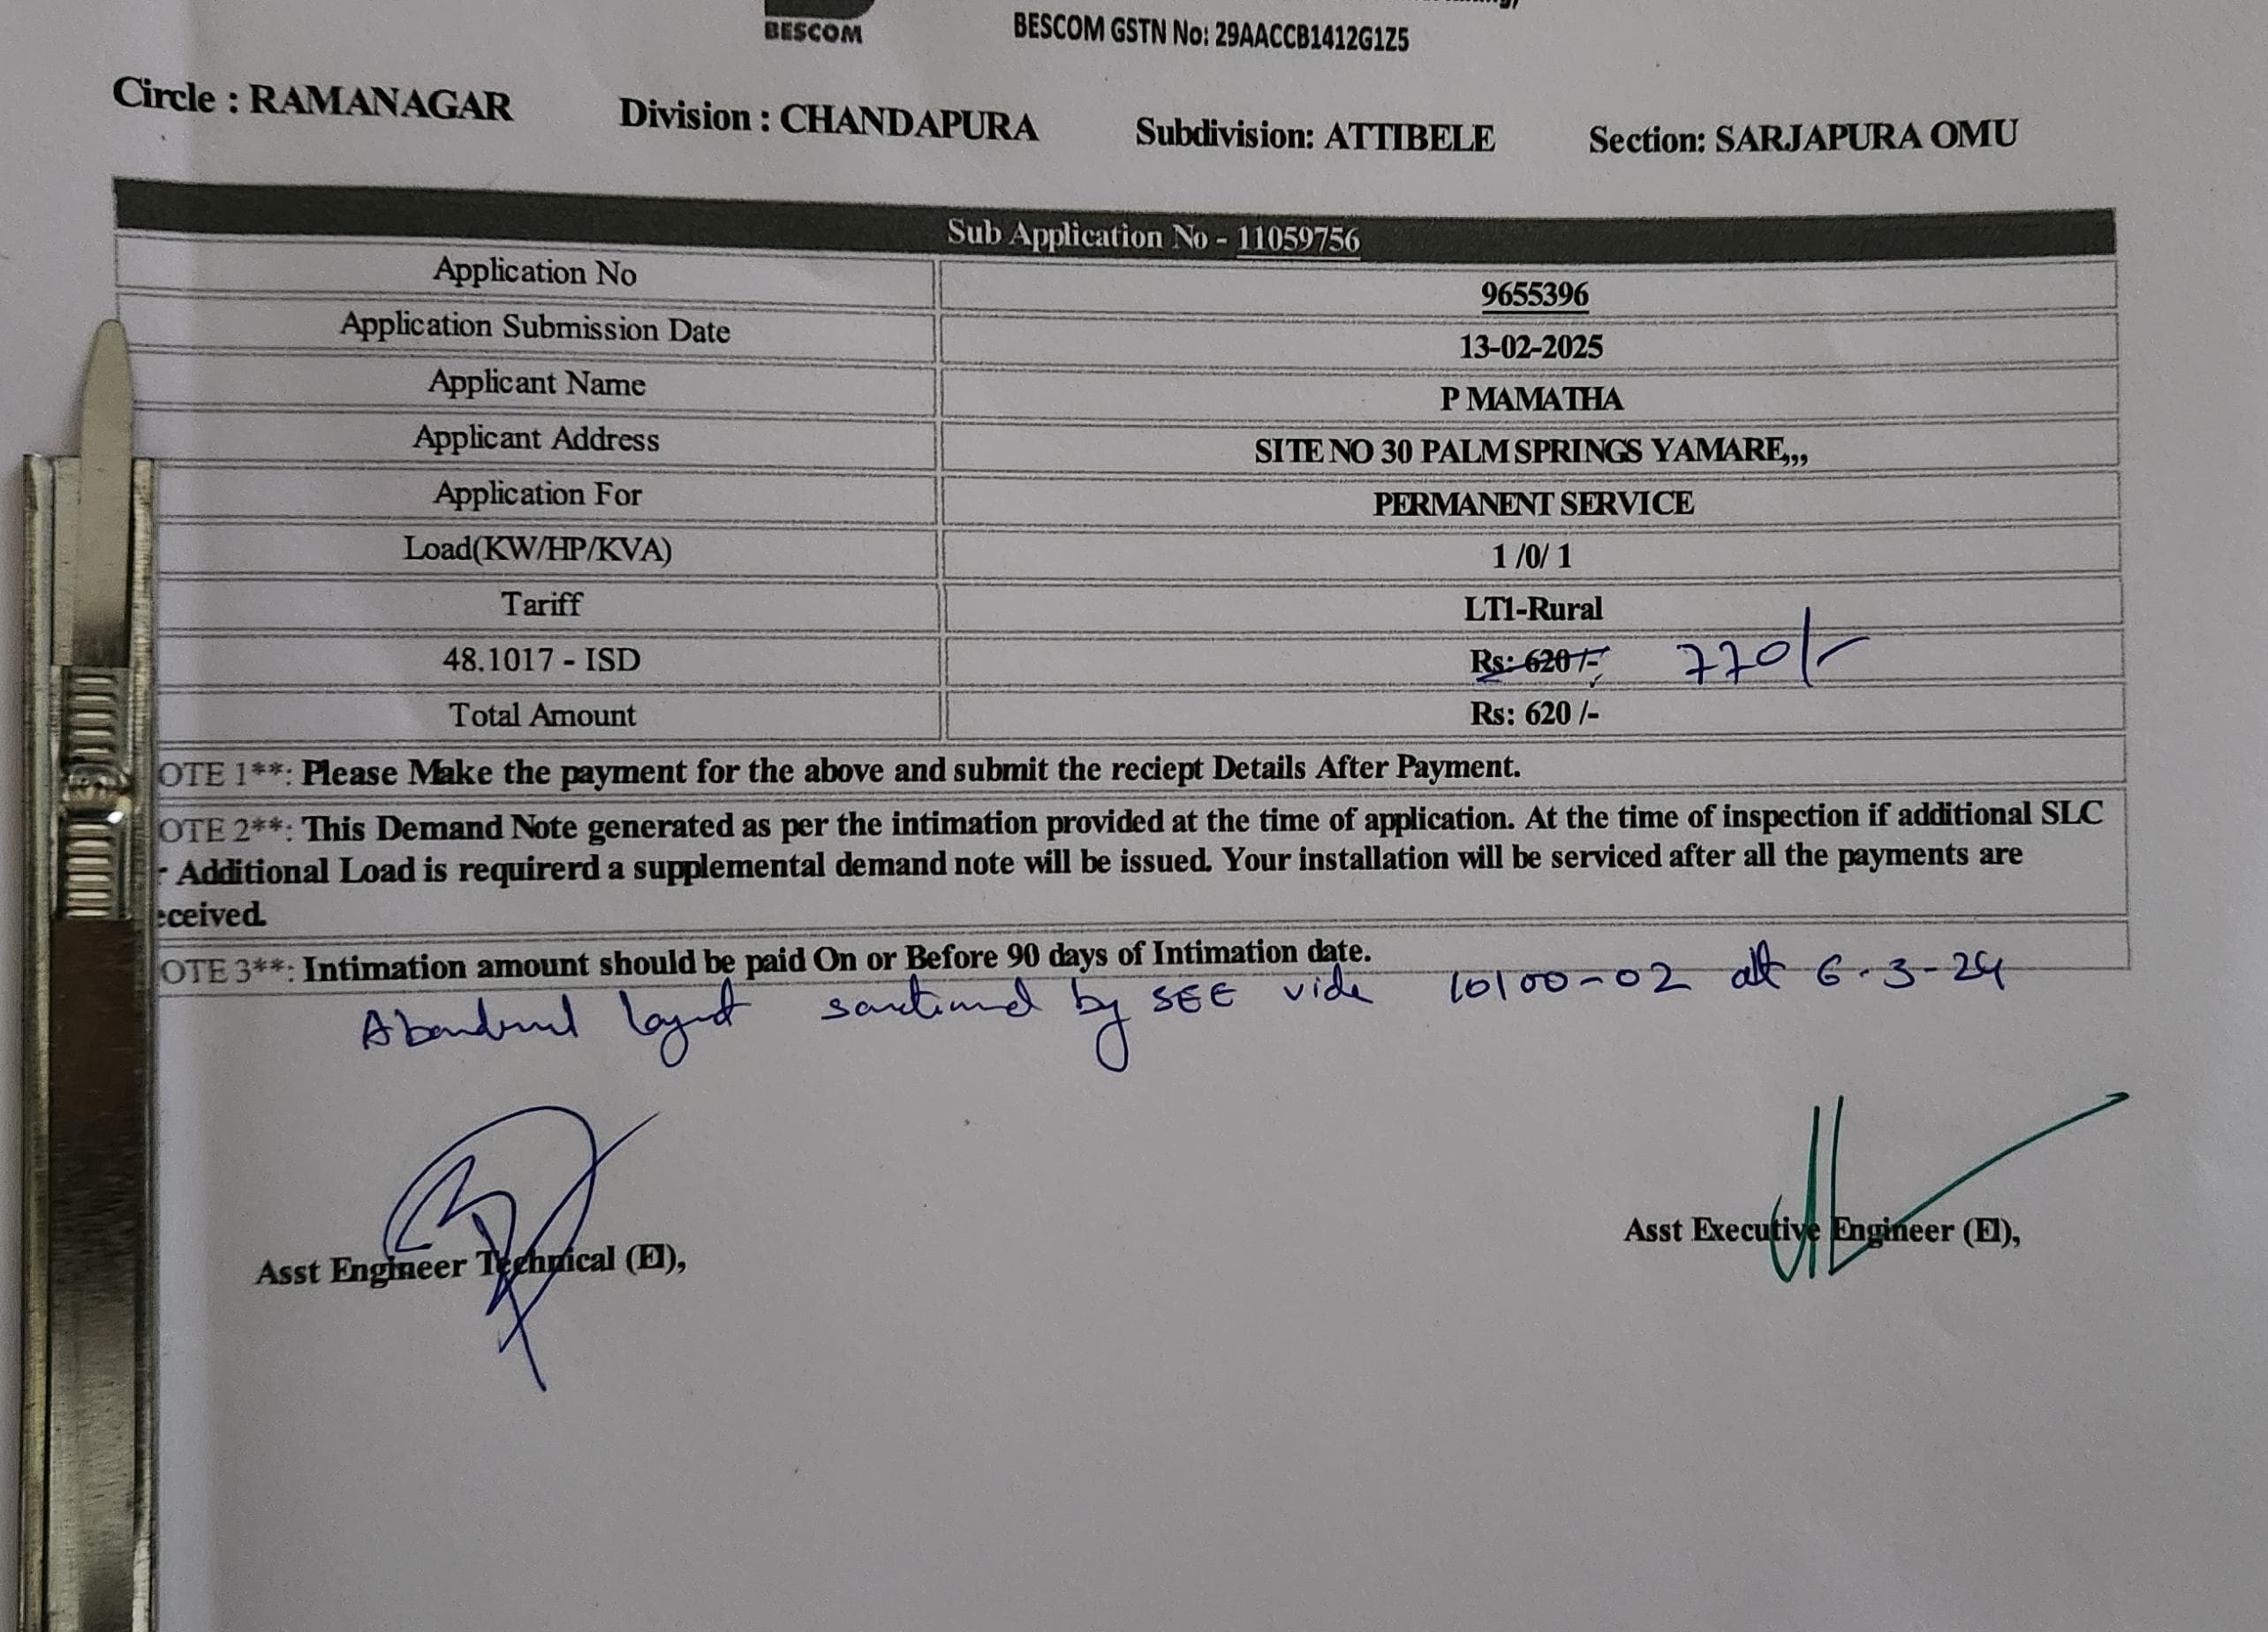 BESCOM
BESCOM GSTN No: 29AACCB1412G1Z5
Circle : RAMANAGAR Division : CHANDAPURA Subdivision: ATTIBELE Section: SARJAPURA OMU
Sub Application No - 11059756
Application No 9655396
Application Submission Date 13-02-2025
Applicant Name P MAMATHA
Applicant Address SITE NO 30 PALM SPRINGS YAMARE,,,
Application For PERMANENT SERVICE
Load(KW/HP/KVA) 1 /0/ 1
Tariff LT1-Rural
48.1017 - ISD Rs: 620 /- 770/-
Total Amount Rs: 620 /-
OTE 1**: Please Make the payment for the above and submit the reciept Details After Payment.
OTE 2**: This Demand Note generated as per the intimation provided at the time of application. At the time of inspection if additional SLC
r Additional Load is requirerd a supplemental demand note will be issued. Your installation will be serviced after all the payments are
eceived.
OTE 3**: Intimation amount should be paid On or Before 90 days of Intimation date.
layout sanctioned by SEE vide 10100-02 dt 6-3-24
Asst Engineer Technical (El), Asst Executive Engineer (El),